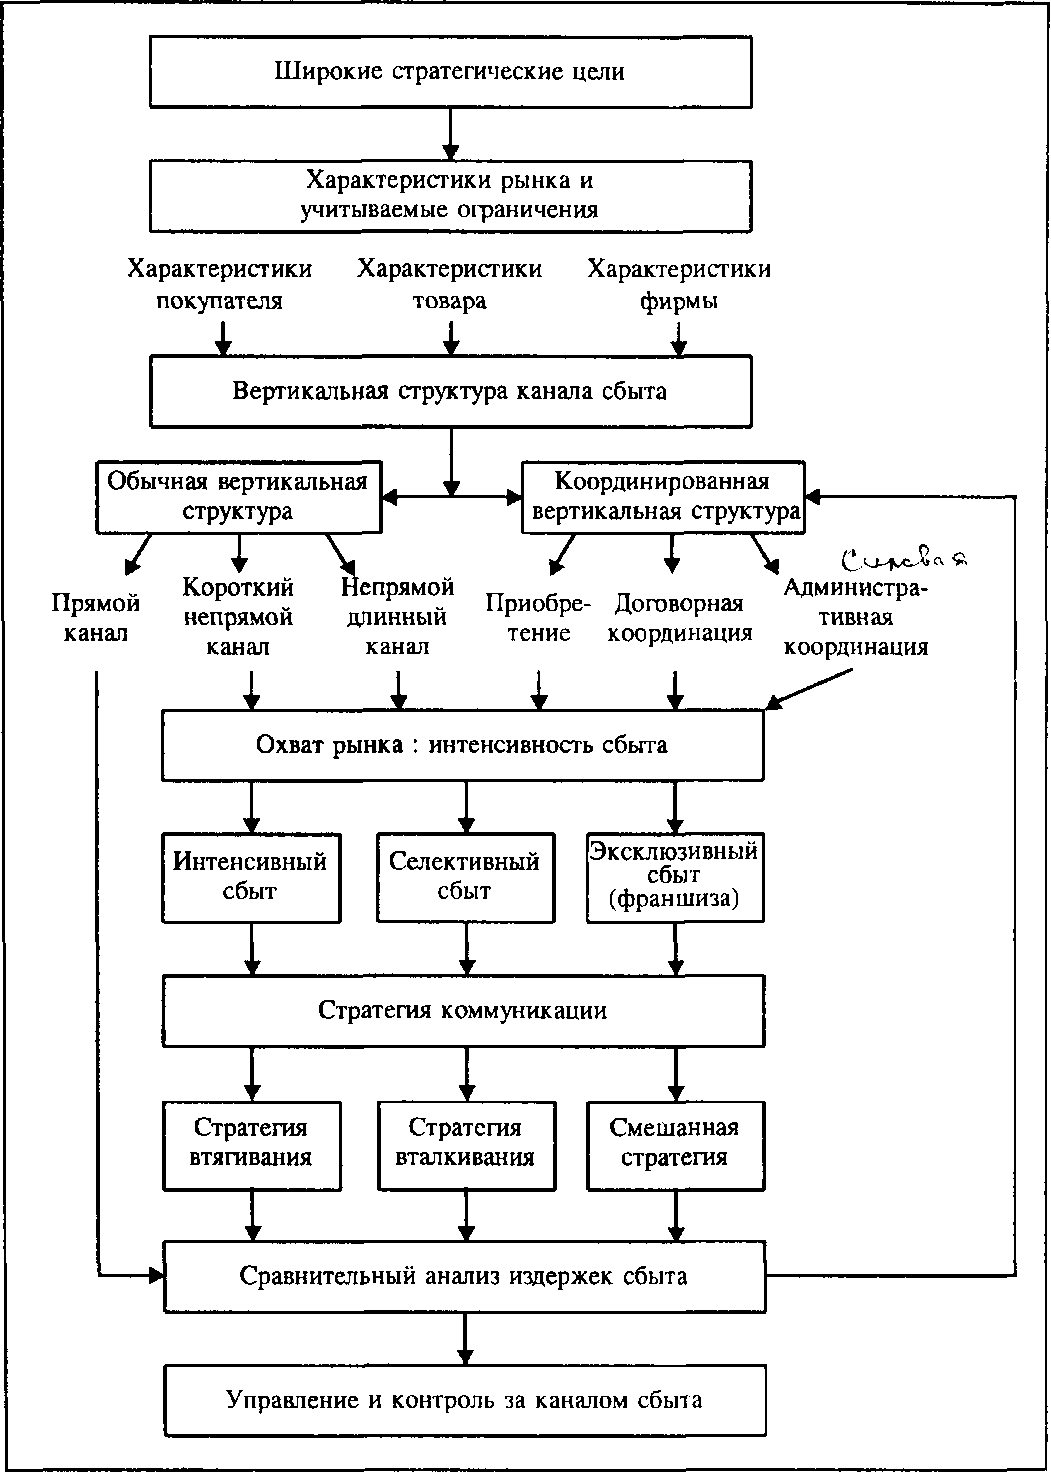 Широкие стратегические цели
Характеристики рынка и
учитываемые ограничения
Характеристики
покупателя
Характеристики
товара
Характеристики
фирмы
Вертикальная структура канала сбыта
Обычная вертикальная
структура
Координированная
вертикальная структура
Прямой
канал
Короткий
непрямой
канал
Непрямой
длинный
канал
Приобре-
тение
Договорная
координация
Администра-
тивная
координация
Охват рынка : интенсивность сбыта
Интенсивный
сбыт
Селективный
сбыт
Эксклюзивный
сбыт
(франшиза)
Стратегия коммуникации
Стратегия
втягивания
Стратегия
вталкивания
Смешанная
стратегия
Сравнительный анализ издержек сбыта
Управление и контроль за каналом сбыта